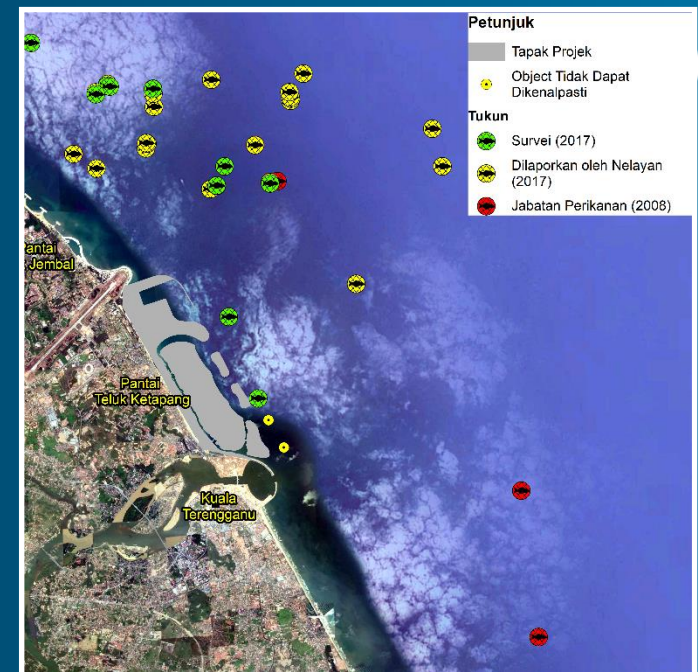 Petunjuk
Tapak Projek
Object Tidak Dapat
Dikenalpasti
Tukun
Survei (2017)
Dilaporkan oleh Nelayan
(2017)
Jabatan Perikanan (2008)
antai
Jembal
Pantai
Teluk Ketapang
Kuala
Terengganu